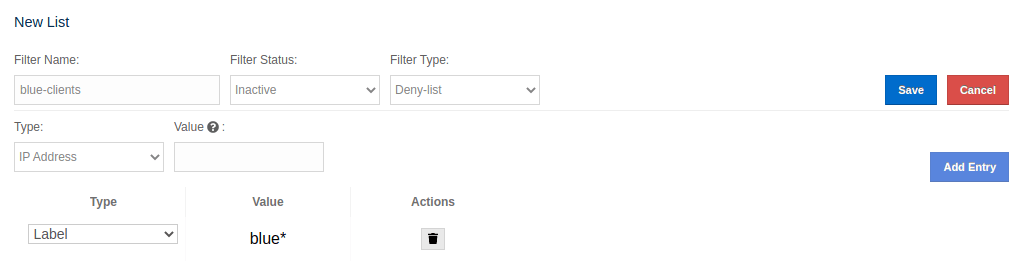 New List
Filter Name: Filter Status: Filter Type:
blue-clients Inactive Deny-list Save Cancel
Type: Value ? :
IP Address
Add Entry
Type Value Actions
Label blue*